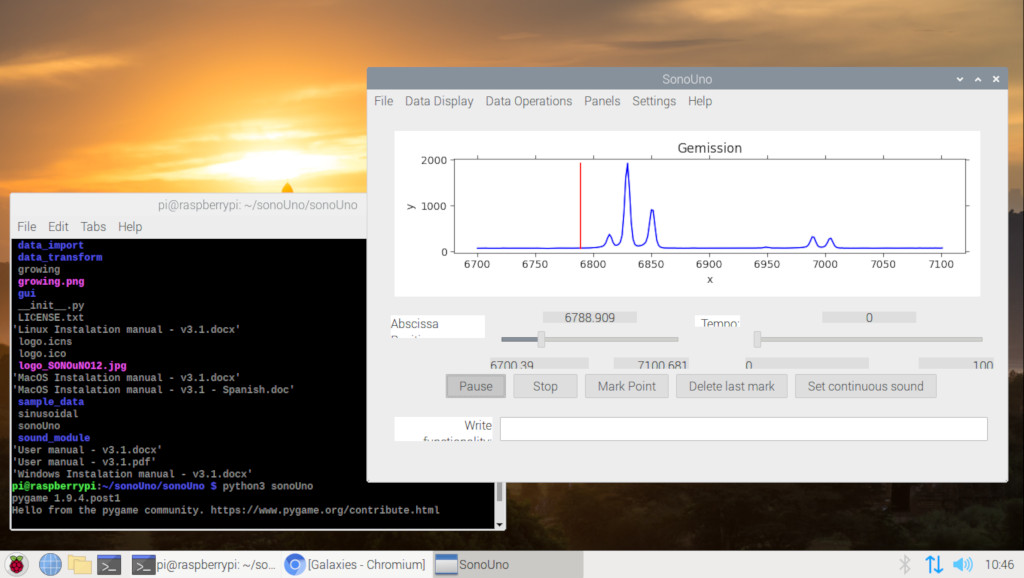 SonoUno
File Data Display Data Operations Panels Settings Help
Gemission
2000
1000
0
y
6700 6750 6800 6850 6900 6950 7000 7050 7100
x
Abscissa
6788.909
Tempo:
0
6700.39 7100.681 0 100
Pause Stop Mark Point Delete last mark Set continuous sound
Write
functionality:
pi@raspberrypi: ~/sonoUno/sonoUno
File Edit Tabs Help
data_import
data_transform
growing
growing.png
gui
__init__.py
LICENSE.txt
'Linux Instalation manual - v3.1.docx'
logo.icns
logo.ico
logo_SONOuNO12.jpg
'MacOS Instalation manual - v3.1.docx'
'MacOS Instalation manual - v3.1 - Spanish.doc'
sample_data
sinusoidal
sonoUno
sound_module
'User manual - v3.1.docx'
'User manual - v3.1.pdf'
'Windows Instalation manual - v3.1.docx'
pi@raspberrypi:~/sonoUno/sonoUno $ python3 sonoUno
pygame 1.9.4.post1
Hello from the pygame community. https://www.pygame.org/contribute.html
pi@raspberrypi: ~/so... [Galaxies - Chromium] SonoUno 10:46